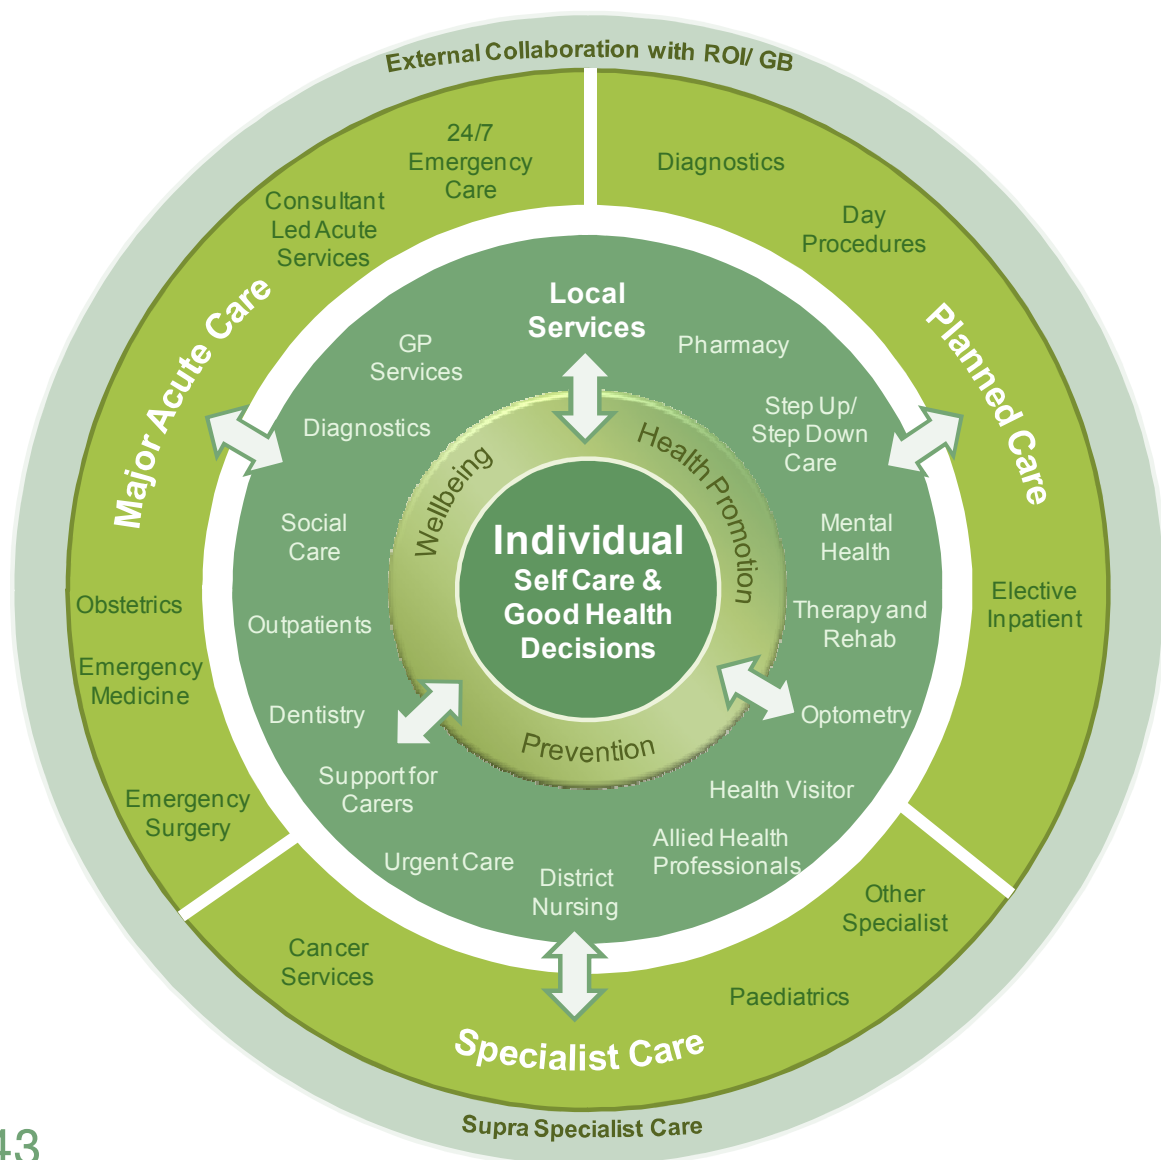 External Collaboration with ROI/ GB
24/7
Emergency
Care
Consultant
Led Acute
Services
Major Acute Care
Obstetrics
Emergency
Medicine
Emergency
Surgery
Diagnostics
Day
Procedures
Planned Care
Elective
Inpatient
Local
Services
GP
Services
Diagnostics
Social
Care
Outpatients
Dentistry
Support for
Carers
Urgent Care
District
Nursing
Pharmacy
Step Up/
Step Down
Care
Mental
Health
Therapy and
Rehab
Optometry
Health Visitor
Allied Health
Professionals
Wellbeing
Health Promotion
Prevention
Individual
Self Care &
Good Health
Decisions
Cancer
Services
Other
Specialist
Paediatrics
Specialist Care
Supra Specialist Care
43